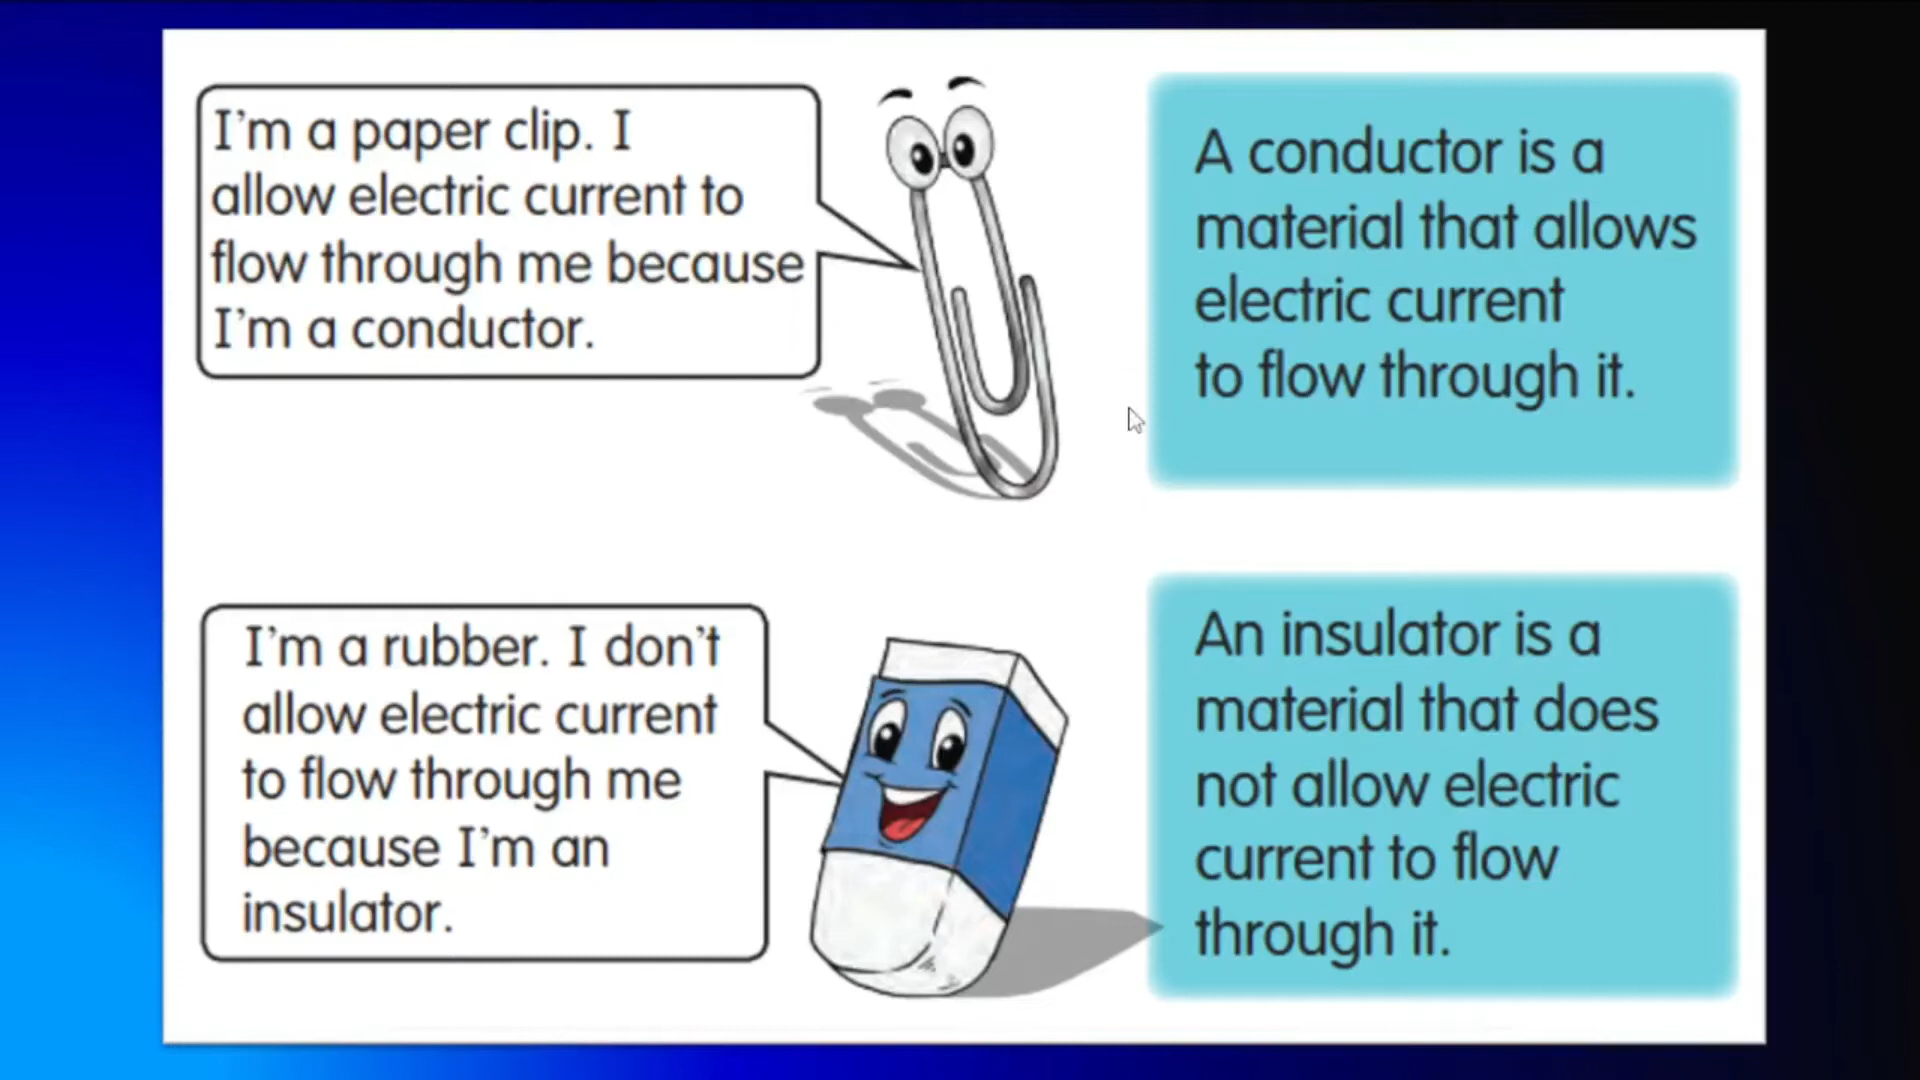 I'm a paper clip. I
allow electric current to
flow through me because
I'm a conductor.
A conductor is a
material that allows
electric current
to flow through it.
I'm a rubber. I don't
allow electric current
to flow through me
because I'm an
insulator.
An insulator is a
material that does
not allow electric
current to flow
through it.